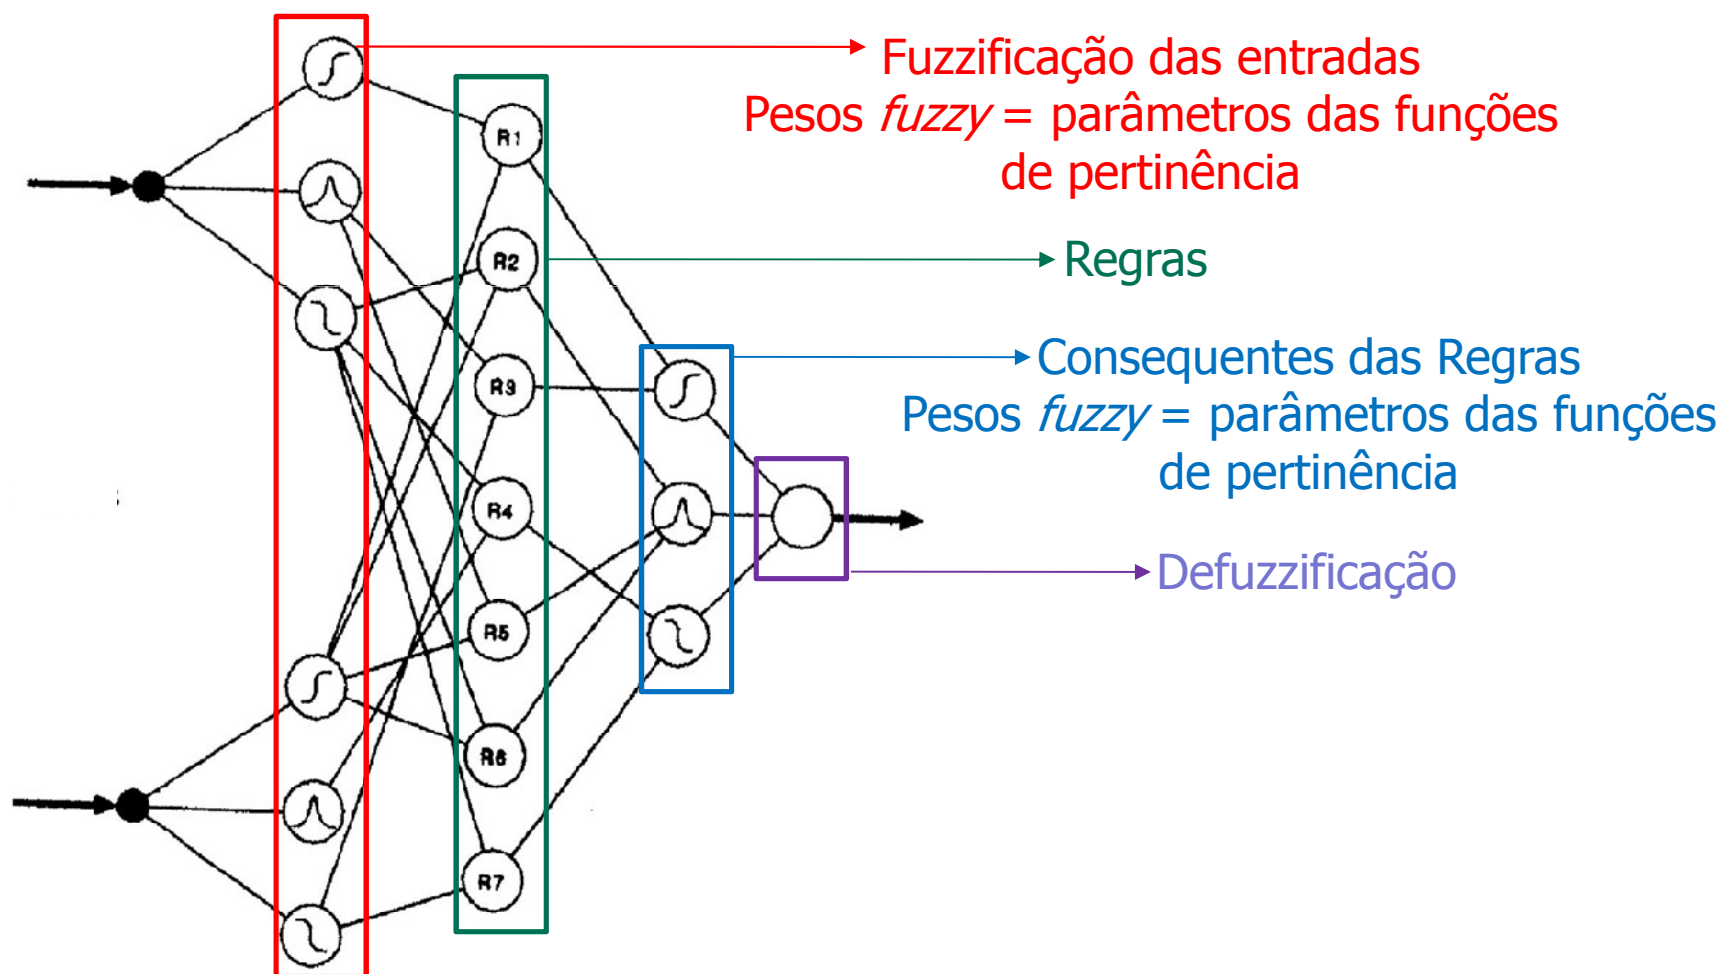 Fuzzificação das entradas
Pesos fuzzy = parâmetros das funções
de pertinência
R1
R2
Regras
R3
Consequentes das Regras
Pesos fuzzy = parâmetros das funções
de pertinência
R4
Defuzzificação
R5
R6
R7